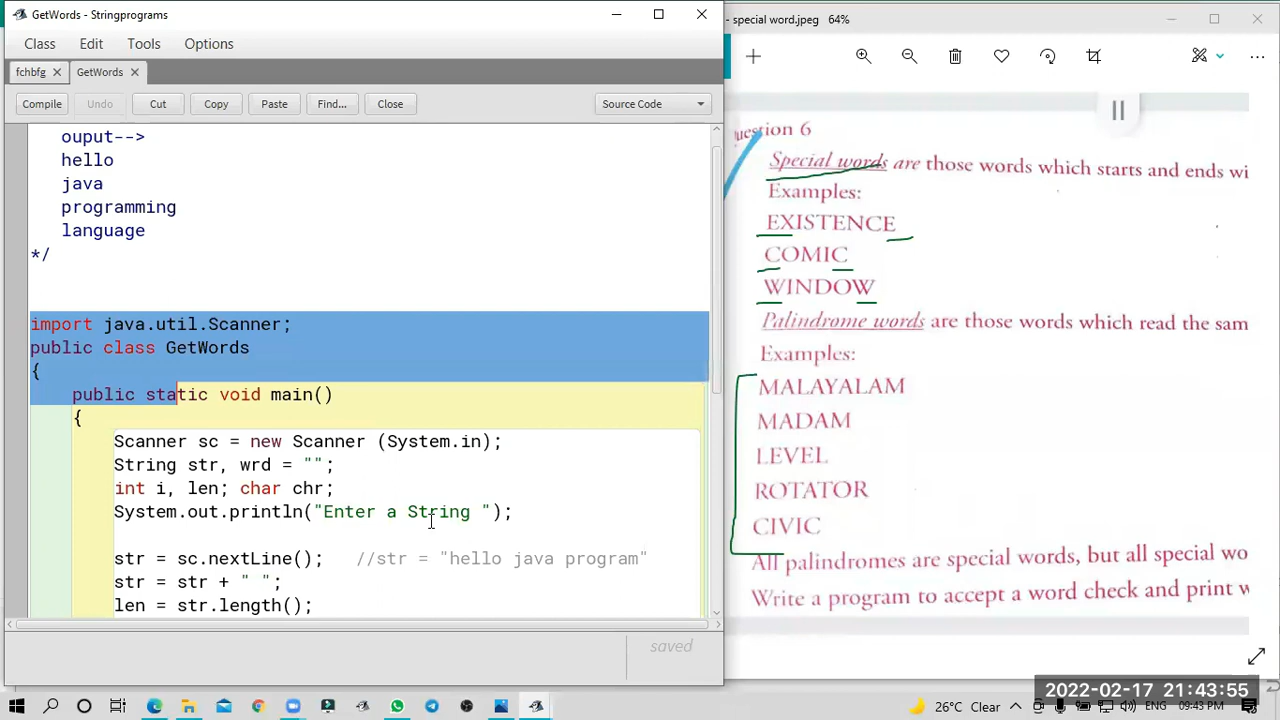 GetWords - Stringprograms
Class Edit Tools Options
fchbfg GetWords
Compile Undo Cut Copy Paste Find... Close Source Code
ouput-->
hello
java
programming
language
*/
import java.util.Scanner;
public class GetWords
{
public static void main()
{
Scanner sc = new Scanner (System.in);
String str, wrd = "";
int i, len; char chr;
System.out.println("Enter a String ");
str = sc.nextLine(); //str = "hello java program"
str = str + " ";
len = str.length();
saved
- special word.jpeg 64%
uestion 6
Special words are those words which starts and ends wi
Examples:
EXISTENCE
COMIC
WINDOW
Palindrome words are those words which read the sam
Examples:
MALAYALAM
MADAM
LEVEL
ROTATOR
CIVIC
All palindromes are special words, but all special wo
Write a program to accept a word check and print w
2022-02-17 21:43:55
26°C Clear 09:43 PM